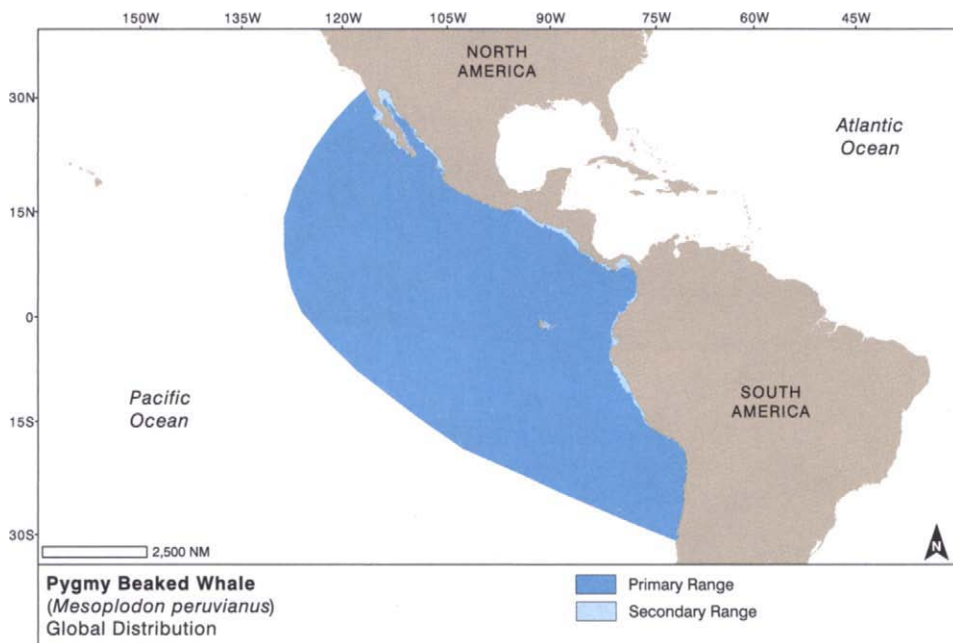 150W 135W 120W 105W 90W 75W 60W 45W
NORTH
AMERICA
30N
Atlantic
Ocean
15N
0
Pacific
Ocean
SOUTH
AMERICA
15S
30S
2,500 NM
N
Pygmy Beaked Whale
(Mesoplodon peruvianus)
Global Distribution
Primary Range
Secondary Range